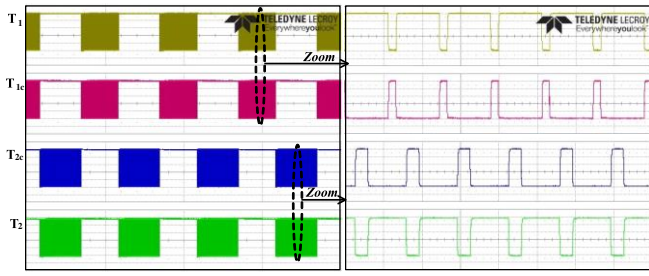 T1
TELEDYNE LECROY
Everywhereyoulook
TELEDYNE LECROY
Everywhereyoulook
Zoom
T1c
T2c
Zoom
T2